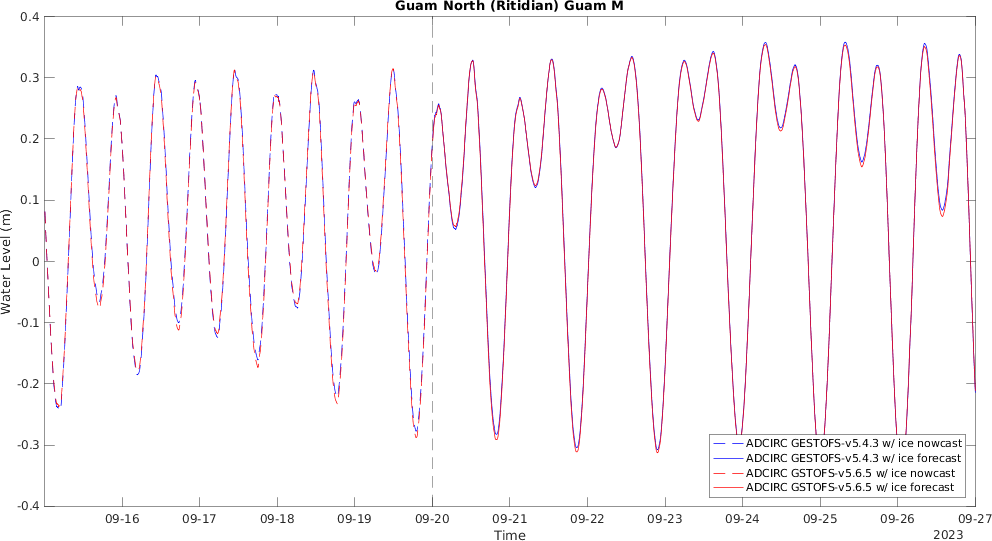 Guam North (Ritidian) Guam M
0.4
0.3
0.2
0.1
0
-0.1
-0.2
-0.3
-0.4
Water Level (m)
ADCIRC GESTOFS-v5.4.3 w/ ice nowcast
ADCIRC GESTOFS-v5.4.3 w/ ice forecast
ADCIRC GSTOFS-v5.6.5 w/ ice nowcast
ADCIRC GSTOFS-v5.6.5 w/ ice forecast
09-16 09-17 09-18 09-19 09-20 09-21 09-22 09-23 09-24 09-25 09-26 09-27
Time
2023